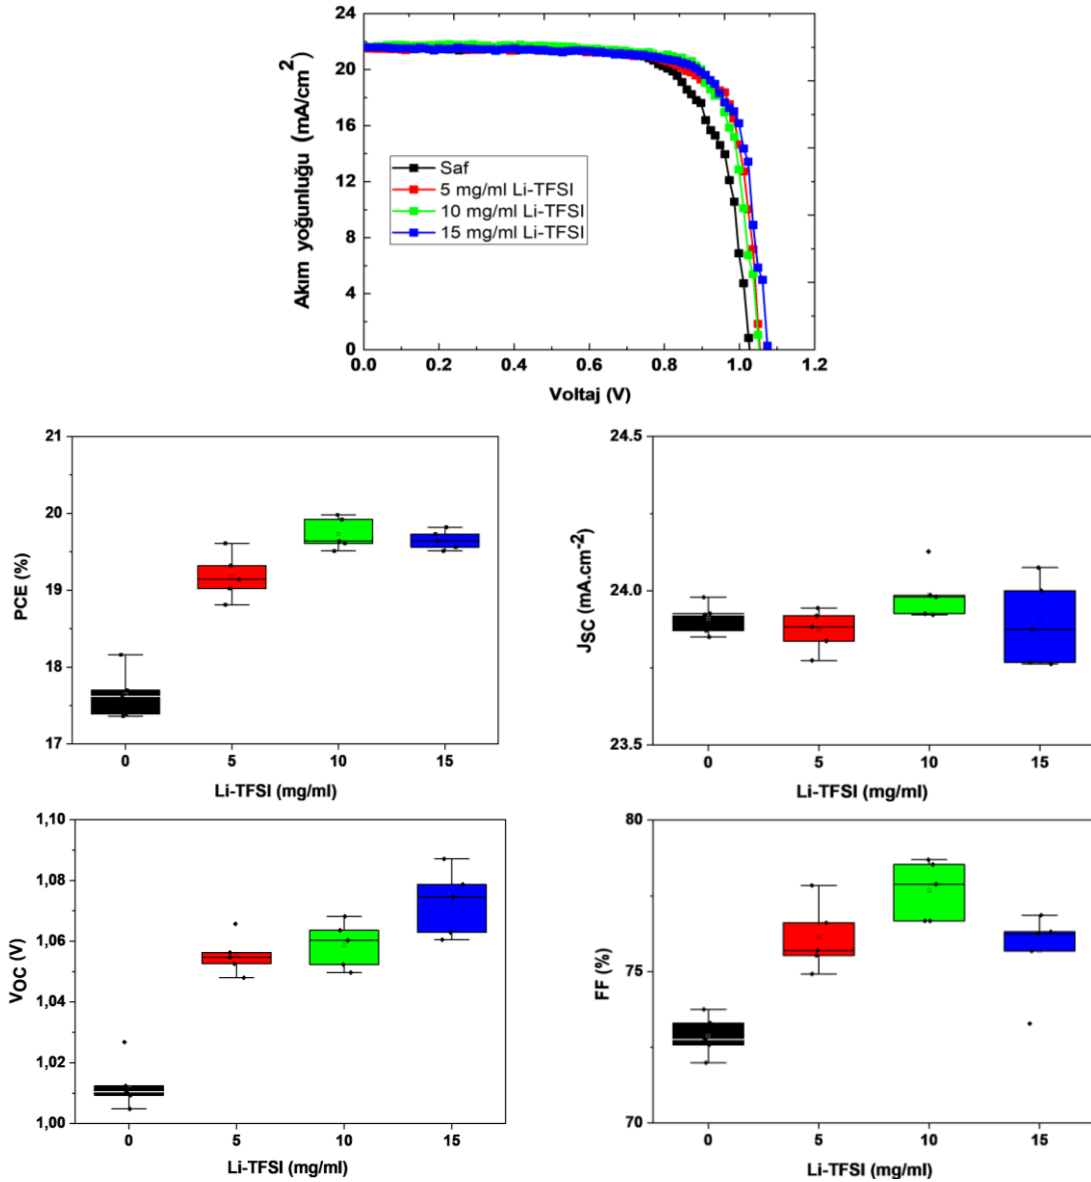 24
20
16
12
8
4
0
Akım yoğunluğu (mA/cm²)
Saf
5 mg/ml Li-TFSI
10 mg/ml Li-TFSI
15 mg/ml Li-TFSI
0.0 0.2 0.4 0.6 0.8 1.0 1.2
Voltaj (V)
21
20
19
18
17
PCE (%)
0 5 10 15
Li-TFSI (mg/ml)
24.5
24.0
23.5
JSC (mA.cm⁻²)
0 5 10 15
Li-TFSI (mg/ml)
1,10
1,08
1,06
1,04
1,02
1,00
VOC (V)
0 5 10 15
Li-TFSI (mg/ml)
80
75
70
FF (%)
0 5 10 15
Li-TFSI (mg/ml)